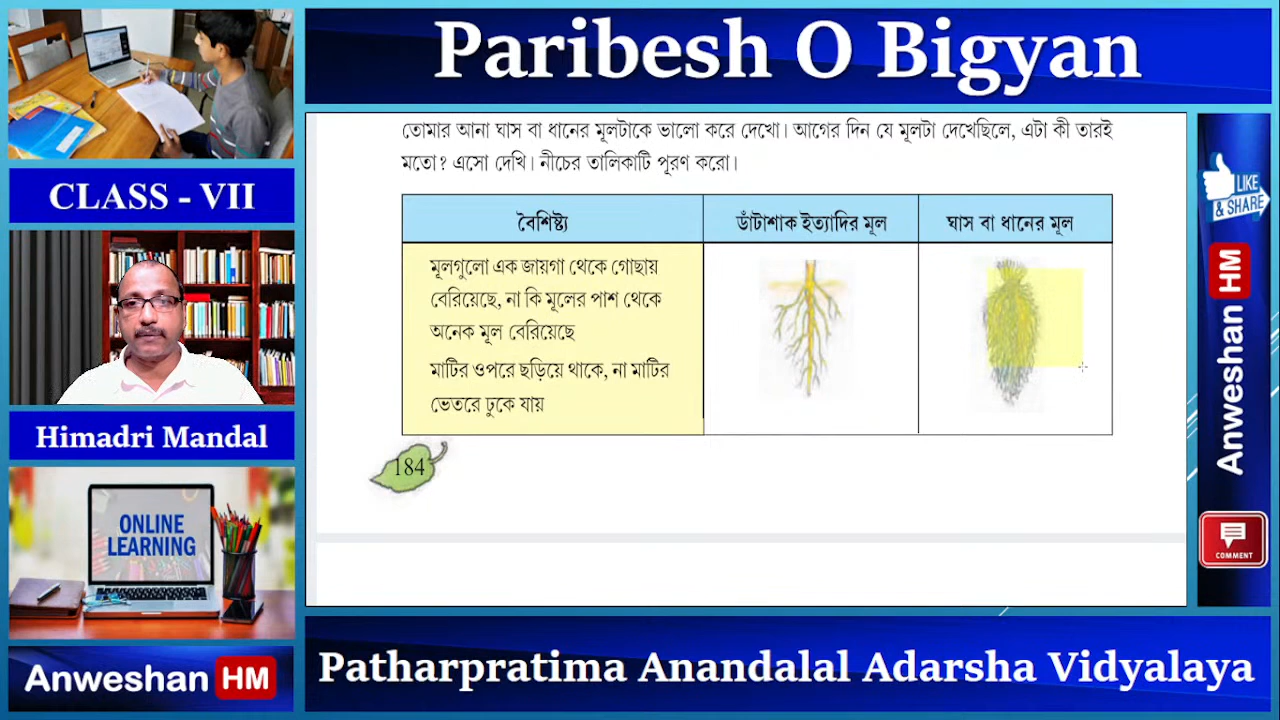 Paribesh O Bigyan
CLASS - VII
তোমার আনা ঘাস বা ধানের মূলটাকে ভালো করে দেখো। আগের দিন যে মূলটা দেখেছিলে, এটা কী তারই
মতো? এসো দেখি। নীচের তালিকাটি পূরণ করো।
বৈশিষ্ট্য
ডাঁটাশাক ইত্যাদির মূল
ঘাস বা ধানের মূল
মূলগুলো এক জায়গা থেকে গোছায়
বেরিয়েছে, না কি মূলের পাশ থেকে
অনেক মূল বেরিয়েছে
মাটির ওপরে ছড়িয়ে থাকে, না মাটির
ভেতরে ঢুকে যায়
184
Himadri Mandal
ONLINE
LEARNING
LIKE
& SHARE
Anweshan HM
COMMENT
Anweshan HM
Patharpratima Anandalal Adarsha Vidyalaya